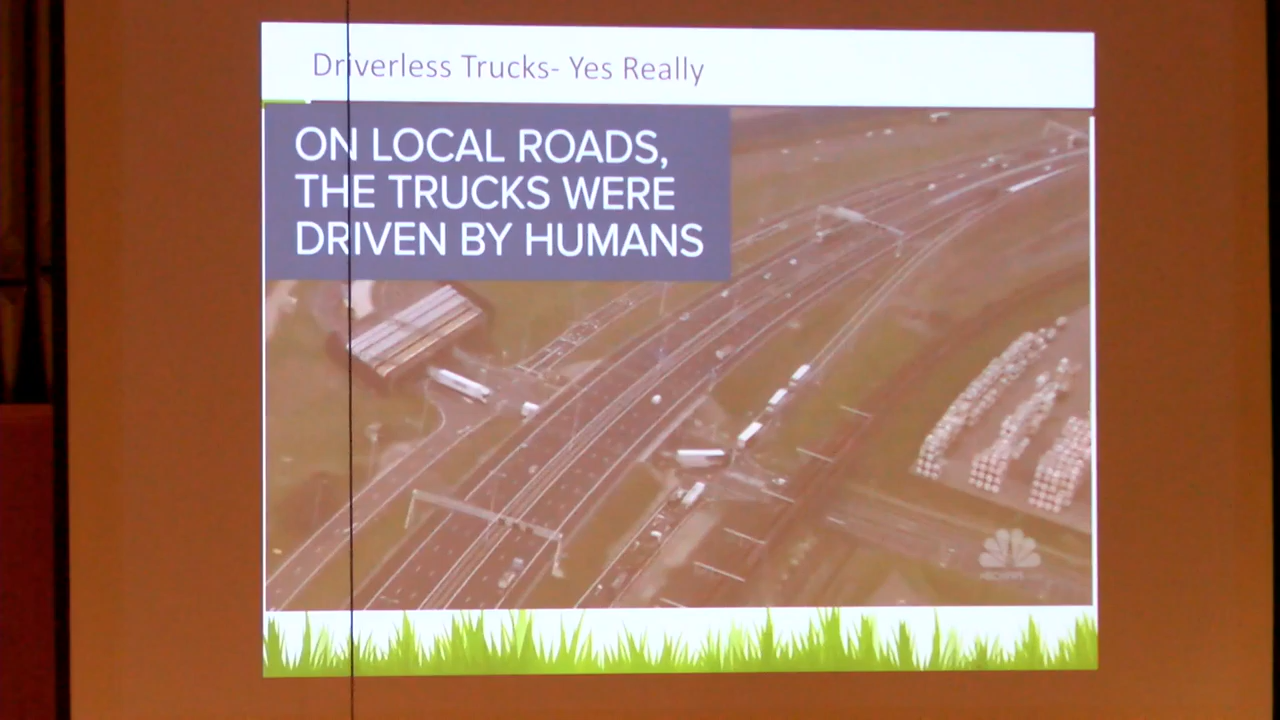 Driverless Trucks- Yes Really
ON LOCAL ROADS,
THE TRUCKS WERE
DRIVEN BY HUMANS